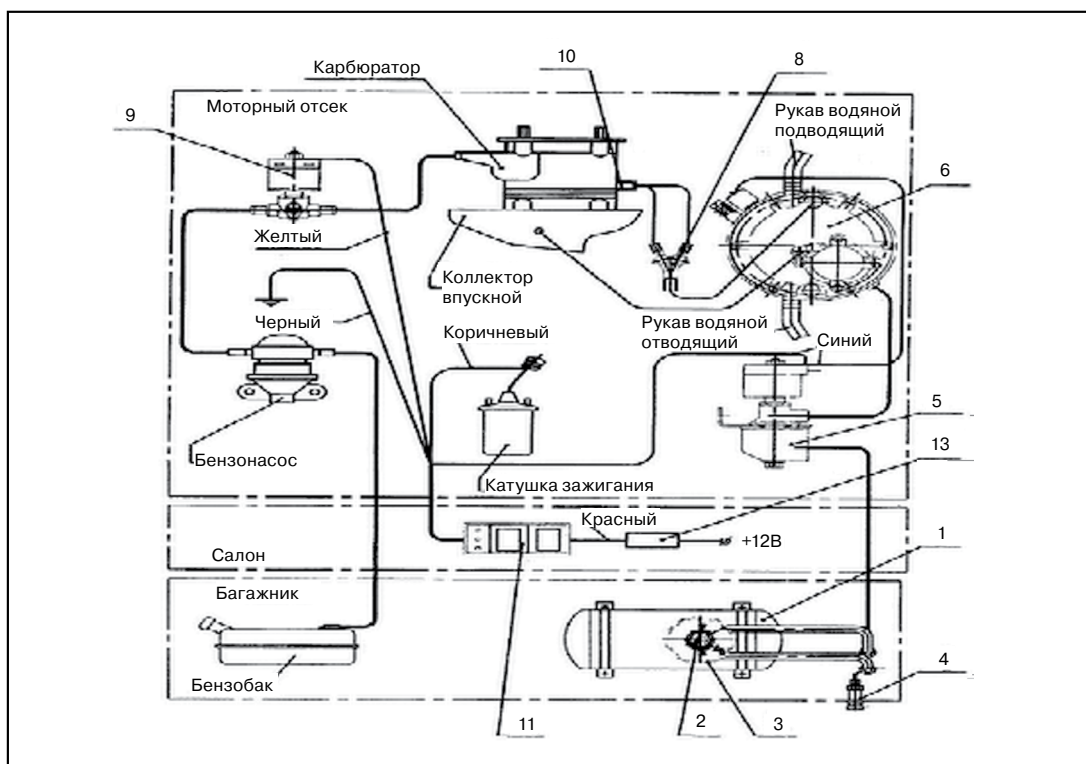 10
8
Карбюратор
Моторный отсек
Рукав водяной
подводящий
9
6
Желтый
Коллектор
впускной
Черный
Коричневый
Рукав водяной
отводящий
Синий
5
Бензонасос
13
Катушка зажигания
Красный
+12В
1
Салон
Багажник
Бензобак
4
11
2
3